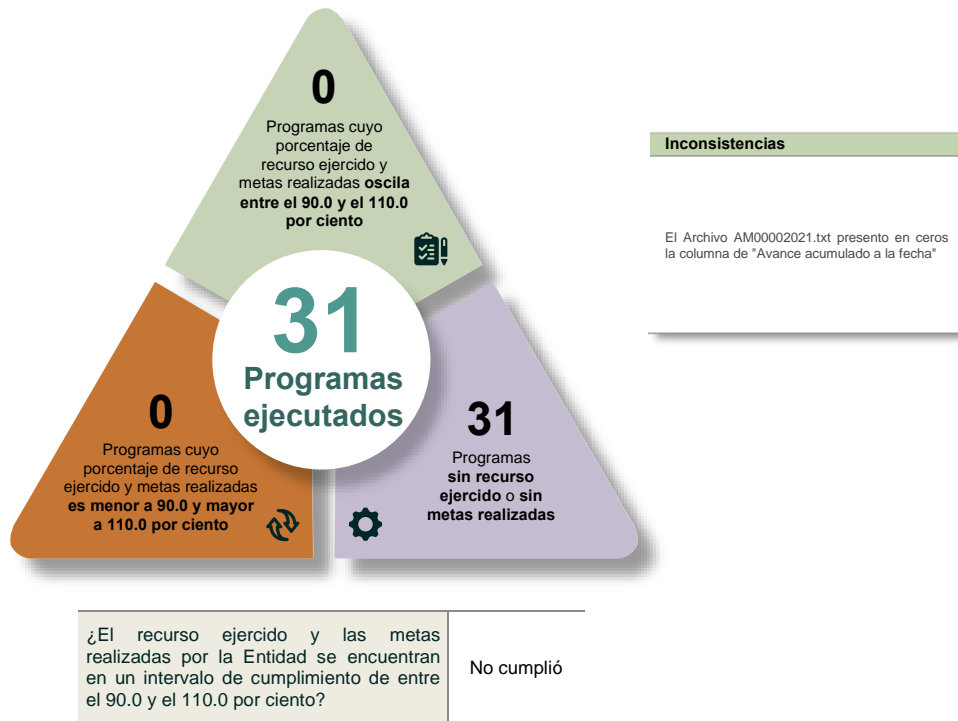 0
Programas cuyo
porcentaje de
recurso ejercido y
metas realizadas oscila
entre el 90.0 y el 110.0
por ciento
31
Programas
ejecutados
0
Programas cuyo
porcentaje de recurso
ejercido y metas realizadas
es menor a 90.0 y mayor
a 110.0 por ciento
31
Programas
sin recurso
ejercido o sin
metas realizadas
Inconsistencias
El Archivo AM00002021.txt presento en ceros
la columna de "Avance acumulado a la fecha"
¿El recurso ejercido y las metas
realizadas por la Entidad se encuentran
en un intervalo de cumplimiento de entre
el 90.0 y el 110.0 por ciento?
No cumplió